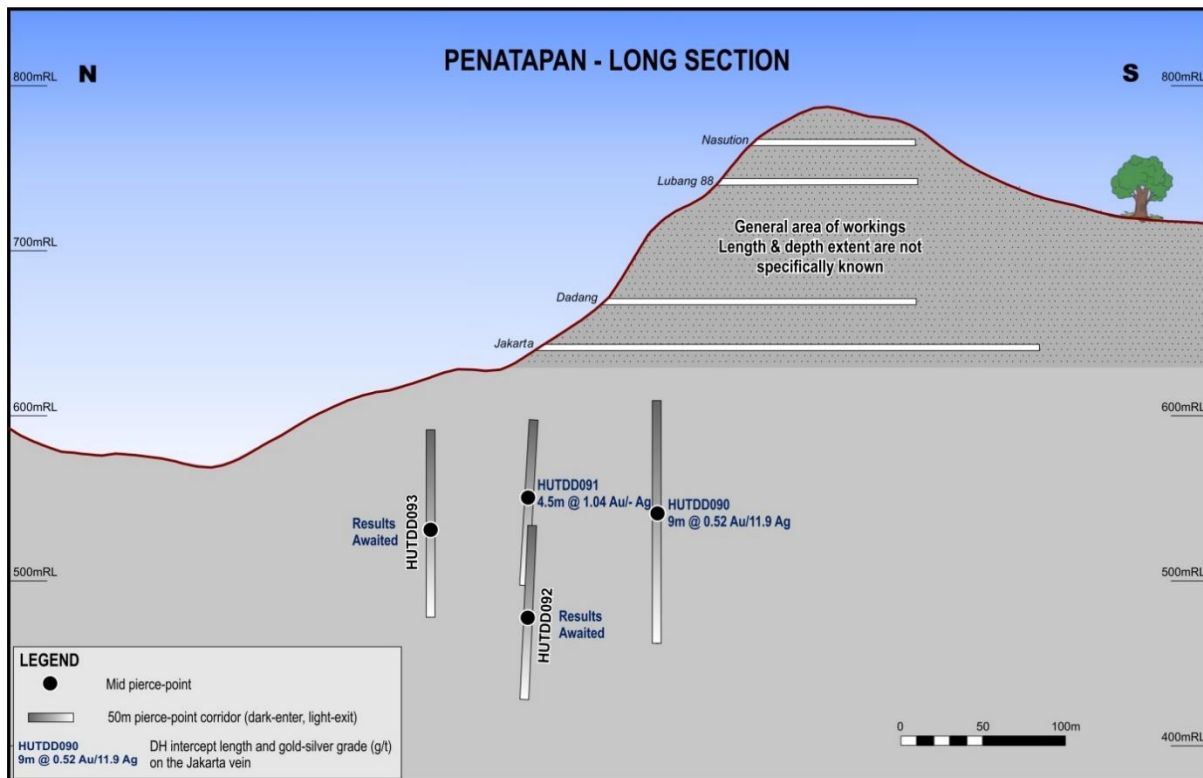 PENATAPAN - LONG SECTION
N
S
800mRL
800mRL
Nasution
Lubang 88
General area of workings
Length & depth extent are not
specifically known
700mRL
700mRL
Dadang
Jakarta
600mRL
600mRL
HUTDD091
4.5m @ 1.04 Au/- Ag
HUTDD090
9m @ 0.52 Au/11.9 Ag
Results
Awaited
HUTDD093
500mRL
500mRL
HUTDD092
Results
Awaited
LEGEND
Mid pierce-point
50m pierce-point corridor (dark-enter, light-exit)
HUTDD090
9m @ 0.52 Au/11.9 Ag
DH intercept length and gold-silver grade (g/t)
on the Jakarta vein
0 50 100m
400mRL